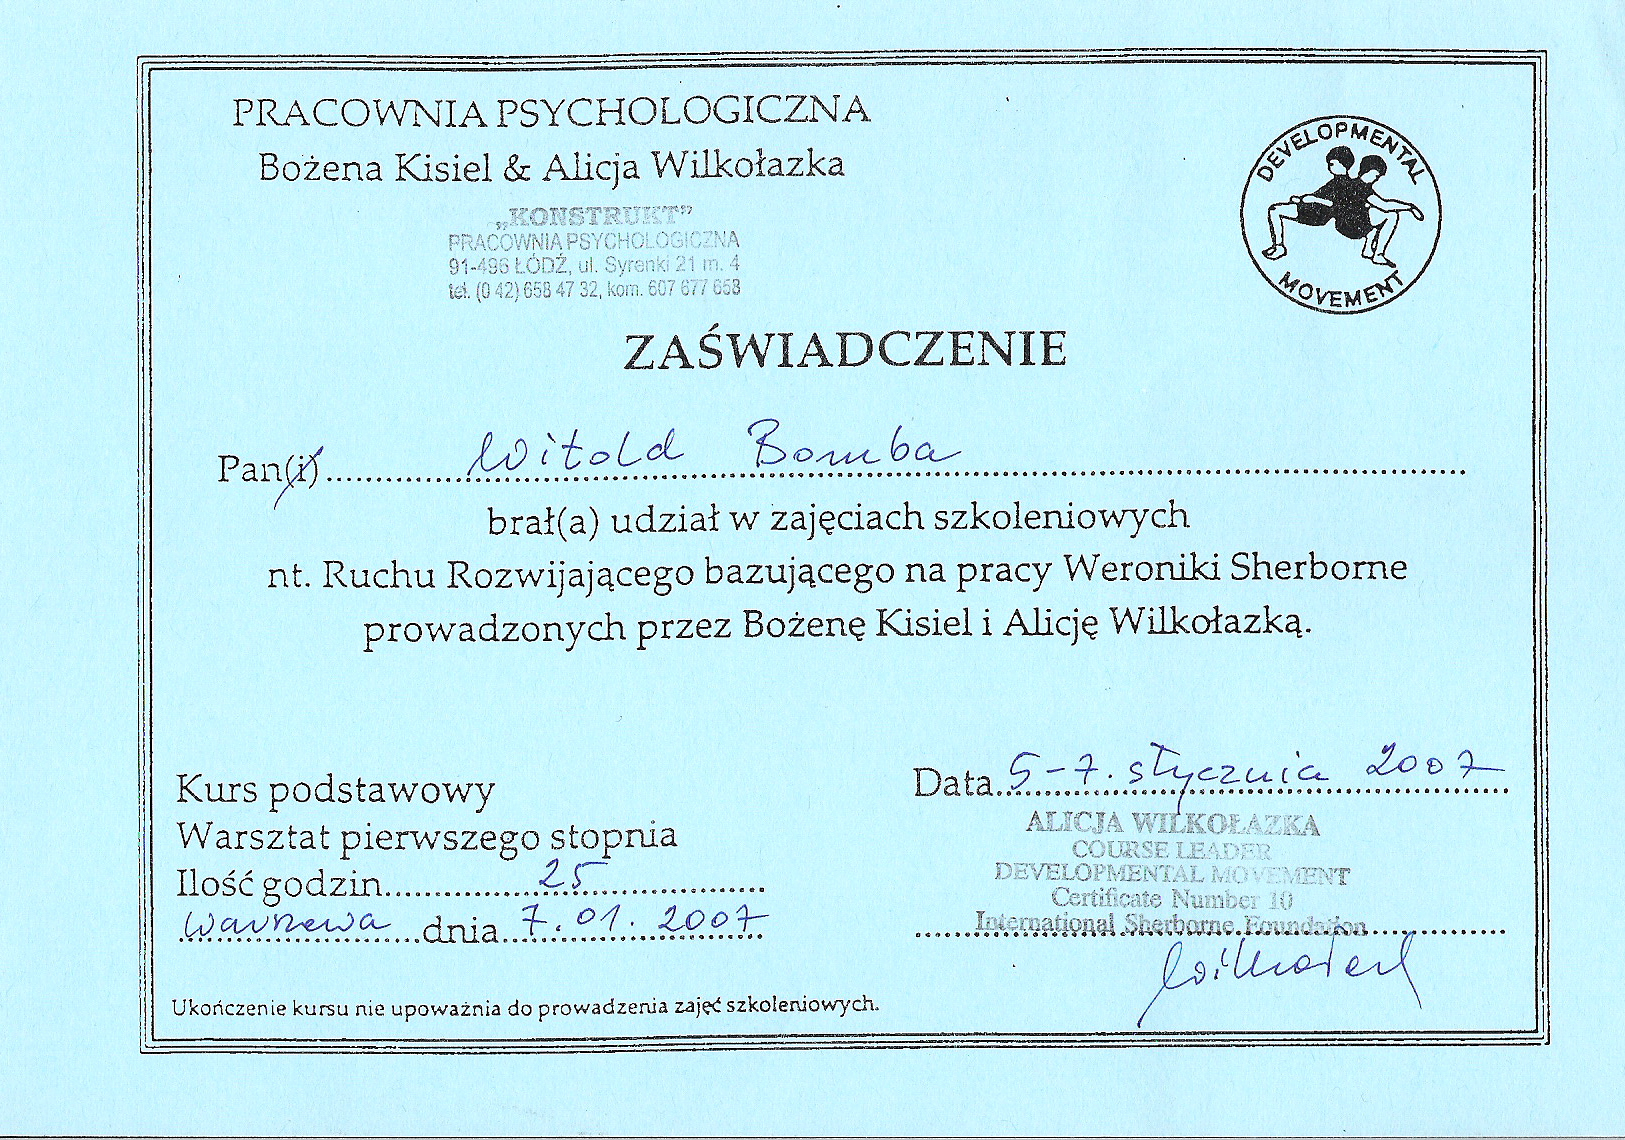 PRACOWNIA PSYCHOLOGICZNA
Bożena Kisiel & Alicja Wilkołazka
„KONSTRUKT”
PRACOWNIA PSYCHOLOGICZNA
91-496 ŁÓDŹ, ul. Syrenki 21 m. 4
tel. (0 42) 658 47 32, kom. 607 677 653
DEVELOPMENTAL
MOVEMENT
ZAŚWIADCZENIE
Pan(i) Witold Bomba
brał(a) udział w zajęciach szkoleniowych
nt. Ruchu Rozwijającego bazującego na pracy Weroniki Sherborne
prowadzonych przez Bożenę Kisiel i Alicję Wilkołazką.
Kurs podstawowy
Warsztat pierwszego stopnia
Ilość godzin 25
Warszawa dnia 7.01.2007
Data 5-7. stycznia 2007
ALICJA WILKOŁAZKA
COURSE LEADER
DEVELOPMENTAL MOVEMENT
Certificate Number 10
International Sherborne Foundation
Ukończenie kursu nie upoważnia do prowadzenia zajęć szkoleniowych.